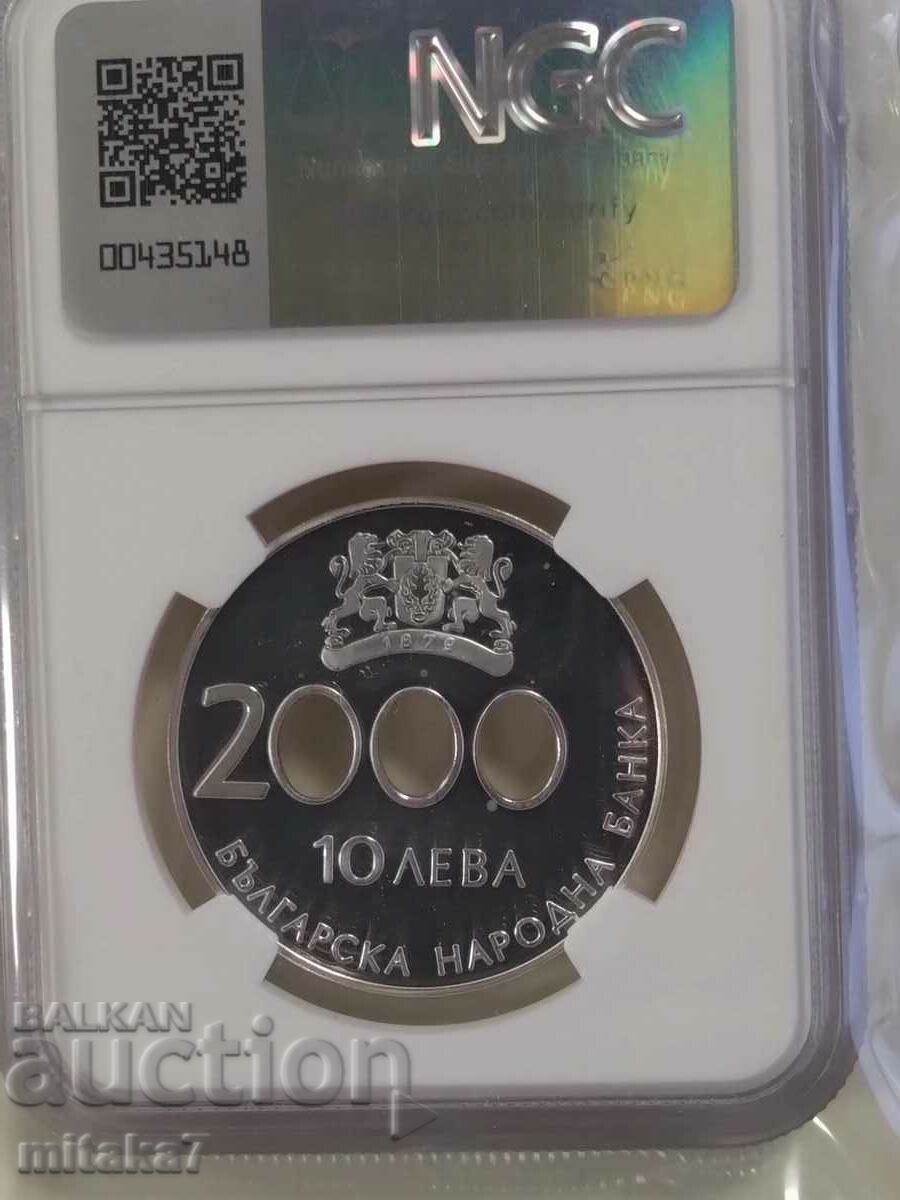 NGC
00435148
1879
2000
10 ЛЕВА
БЪЛГАРСКА НАРОДНА БАНКА
BALKAN
auction
mitaka7